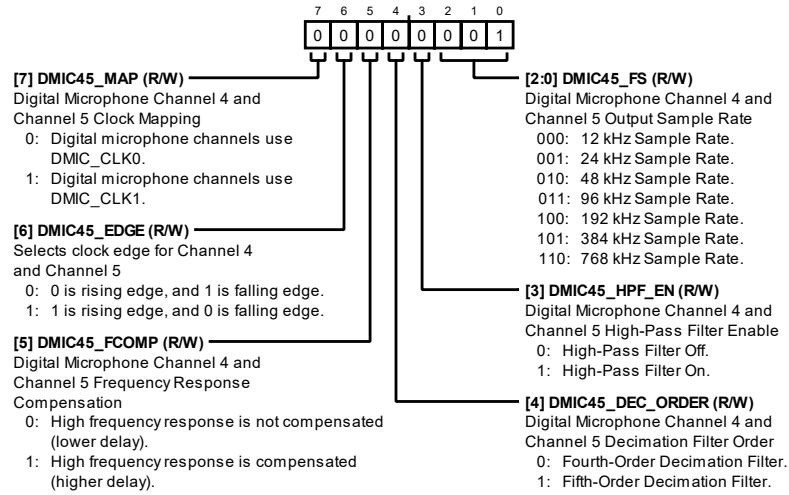 7 6 5 4 3 2 1 0
0 0 0 0 0 0 0 1
[7] DMIC45_MAP (R/W)
Digital Microphone Channel 4 and
Channel 5 Clock Mapping
0: Digital microphone channels use
DMIC_CLK0.
1: Digital microphone channels use
DMIC_CLK1.
[6] DMIC45_EDGE (R/W)
Selects clock edge for Channel 4
and Channel 5
0: 0 is rising edge, and 1 is falling edge.
1: 1 is rising edge, and 0 is falling edge.
[5] DMIC45_FCOMP (R/W)
Digital Microphone Channel 4 and
Channel 5 Frequency Response
Compensation
0: High frequency response is not compensated
(lower delay).
1: High frequency response is compensated
(higher delay).
[2:0] DMIC45_FS (R/W)
Digital Microphone Channel 4 and
Channel 5 Output Sample Rate
000: 12 kHz Sample Rate.
001: 24 kHz Sample Rate.
010: 48 kHz Sample Rate.
011: 96 kHz Sample Rate.
100: 192 kHz Sample Rate.
101: 384 kHz Sample Rate.
110: 768 kHz Sample Rate.
[3] DMIC45_HPF_EN (R/W)
Digital Microphone Channel 4 and
Channel 5 High-Pass Filter Enable
0: High-Pass Filter Off.
1: High-Pass Filter On.
[4] DMIC45_DEC_ORDER (R/W)
Digital Microphone Channel 4 and
Channel 5 Decimation Filter Order
0: Fourth-Order Decimation Filter.
1: Fifth-Order Decimation Filter.